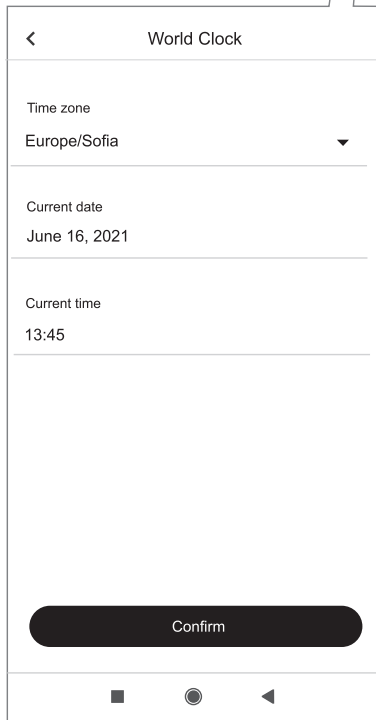 World Clock
Time zone
Europe/Sofia
Current date
June 16, 2021
Current time
13:45
Confirm